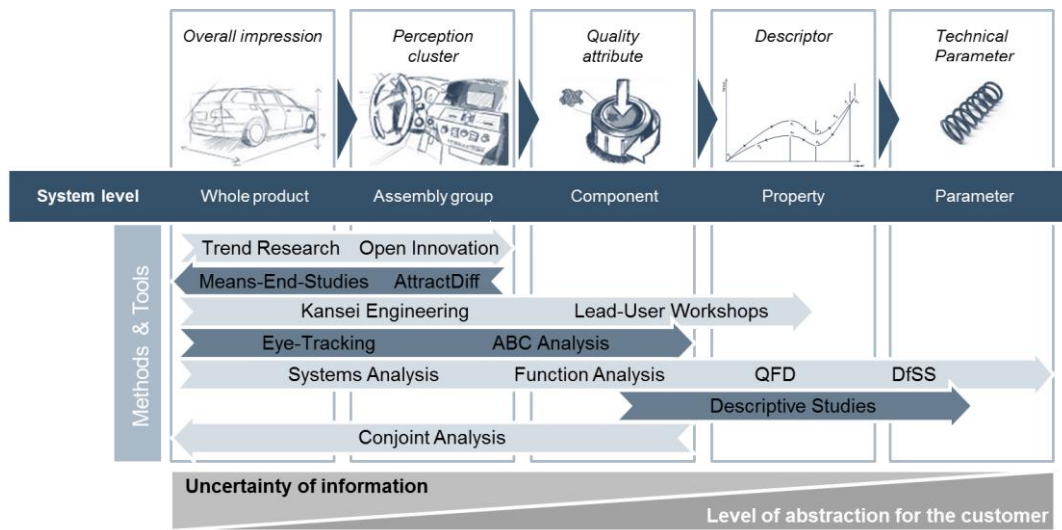 Overall impression
Perception
cluster
Quality
attribute
Descriptor
Technical
Parameter
System level
Whole product
Assembly group
Component
Property
Parameter
Methods & Tools
Trend Research
Open Innovation
Means-End-Studies
AttractDiff
Kansei Engineering
Lead-User Workshops
Eye-Tracking
ABC Analysis
Systems Analysis
Function Analysis
QFD
DfSS
Descriptive Studies
Conjoint Analysis
Uncertainty of information
Level of abstraction for the customer